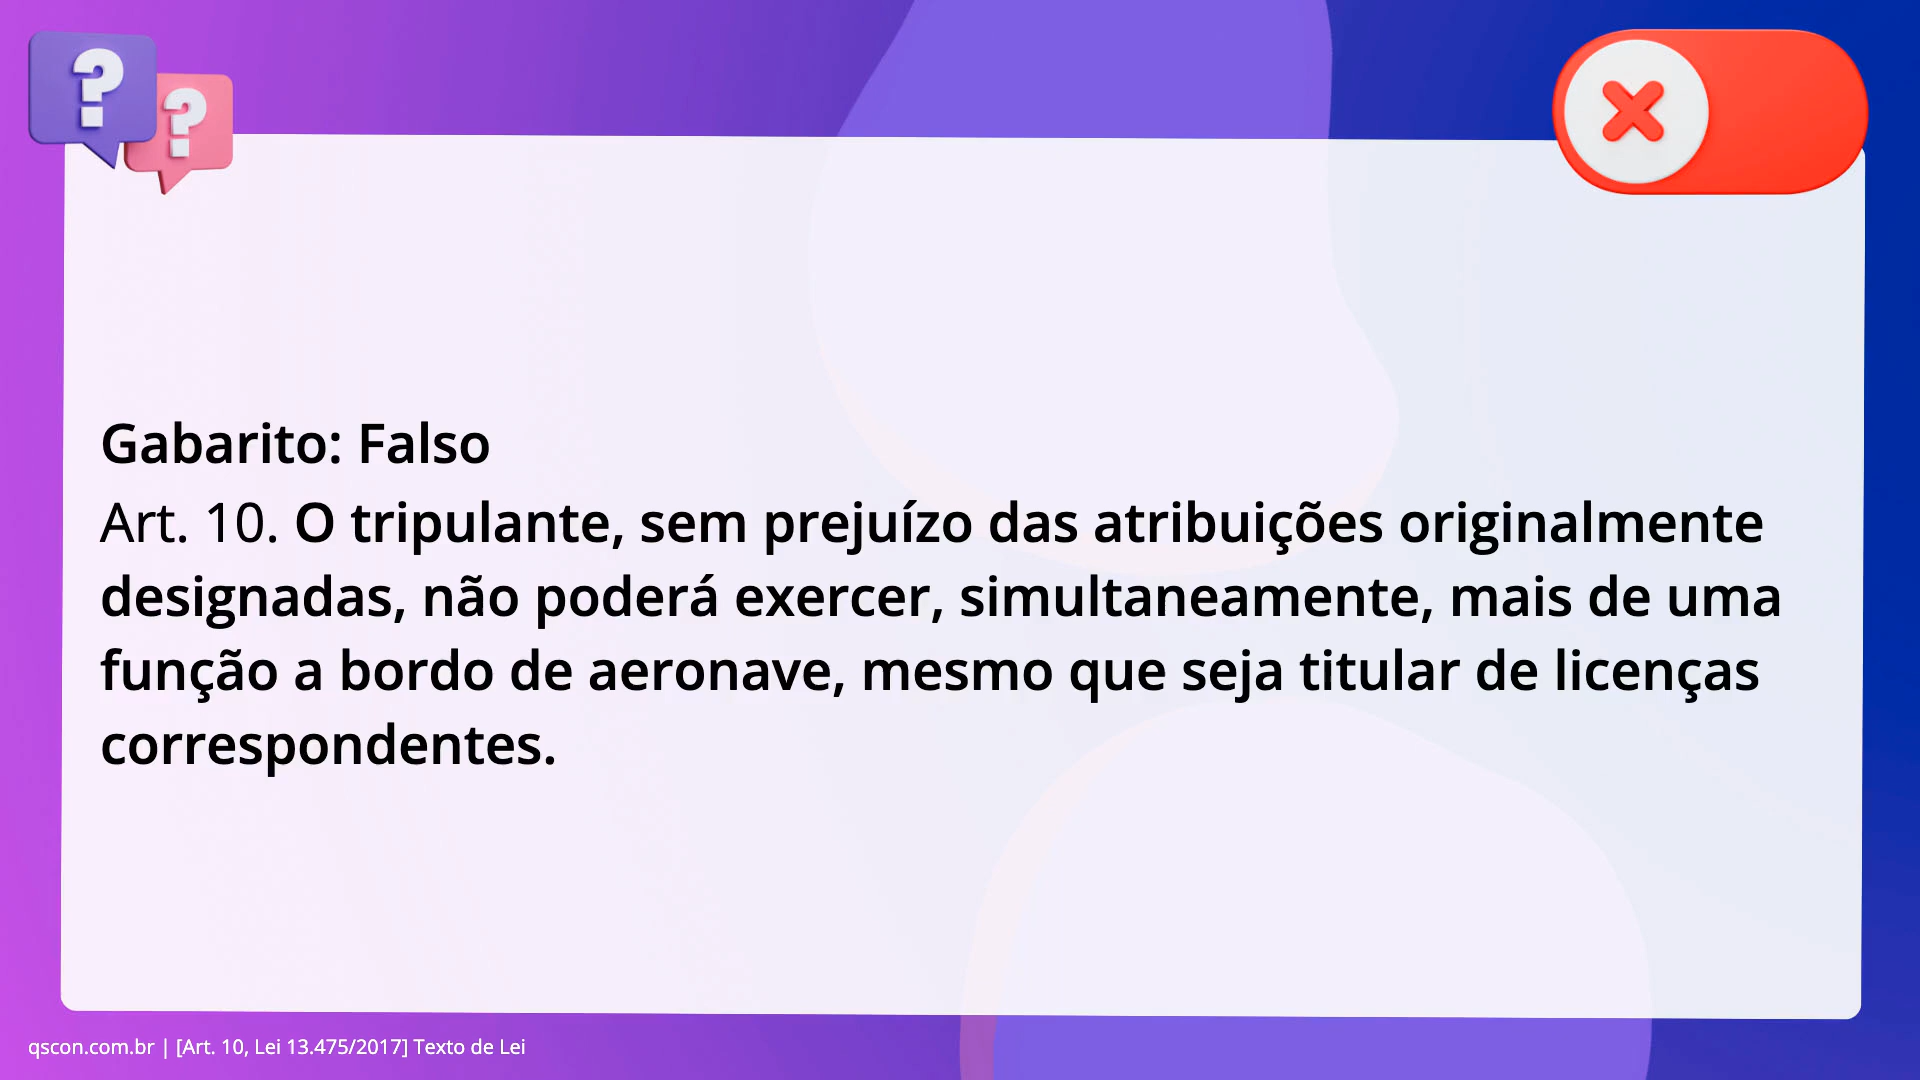 ?
?
Gabarito: Falso
Art. 10. O tripulante, sem prejuízo das atribuições originalmente
designadas, não poderá exercer, simultaneamente, mais de uma
função a bordo de aeronave, mesmo que seja titular de licenças
correspondentes.
qscon.com.br | [Art. 10, Lei 13.475/2017] Texto de Lei